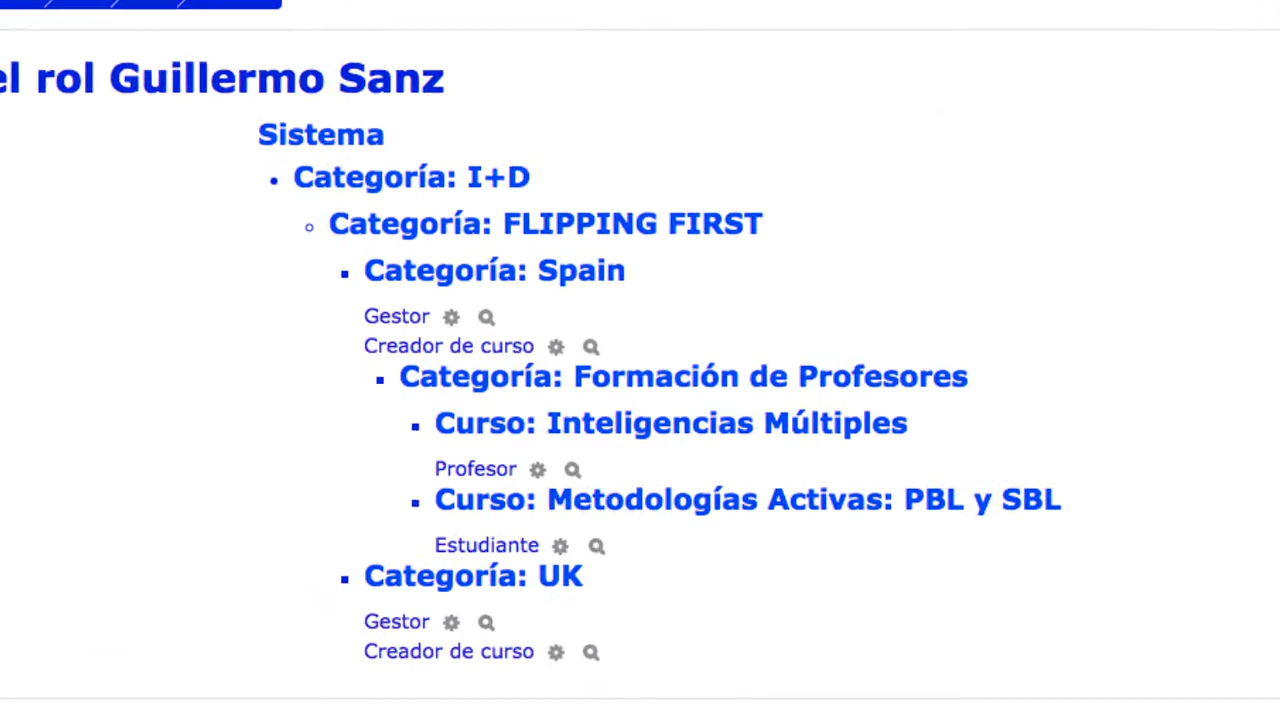 el rol Guillermo Sanz
Sistema
Categoría: I+D
Categoría: FLIPPING FIRST
Categoría: Spain
Gestor
Creador de curso
Categoría: Formación de Profesores
Curso: Inteligencias Múltiples
Profesor
Curso: Metodologías Activas: PBL y SBL
Estudiante
Categoría: UK
Gestor
Creador de curso